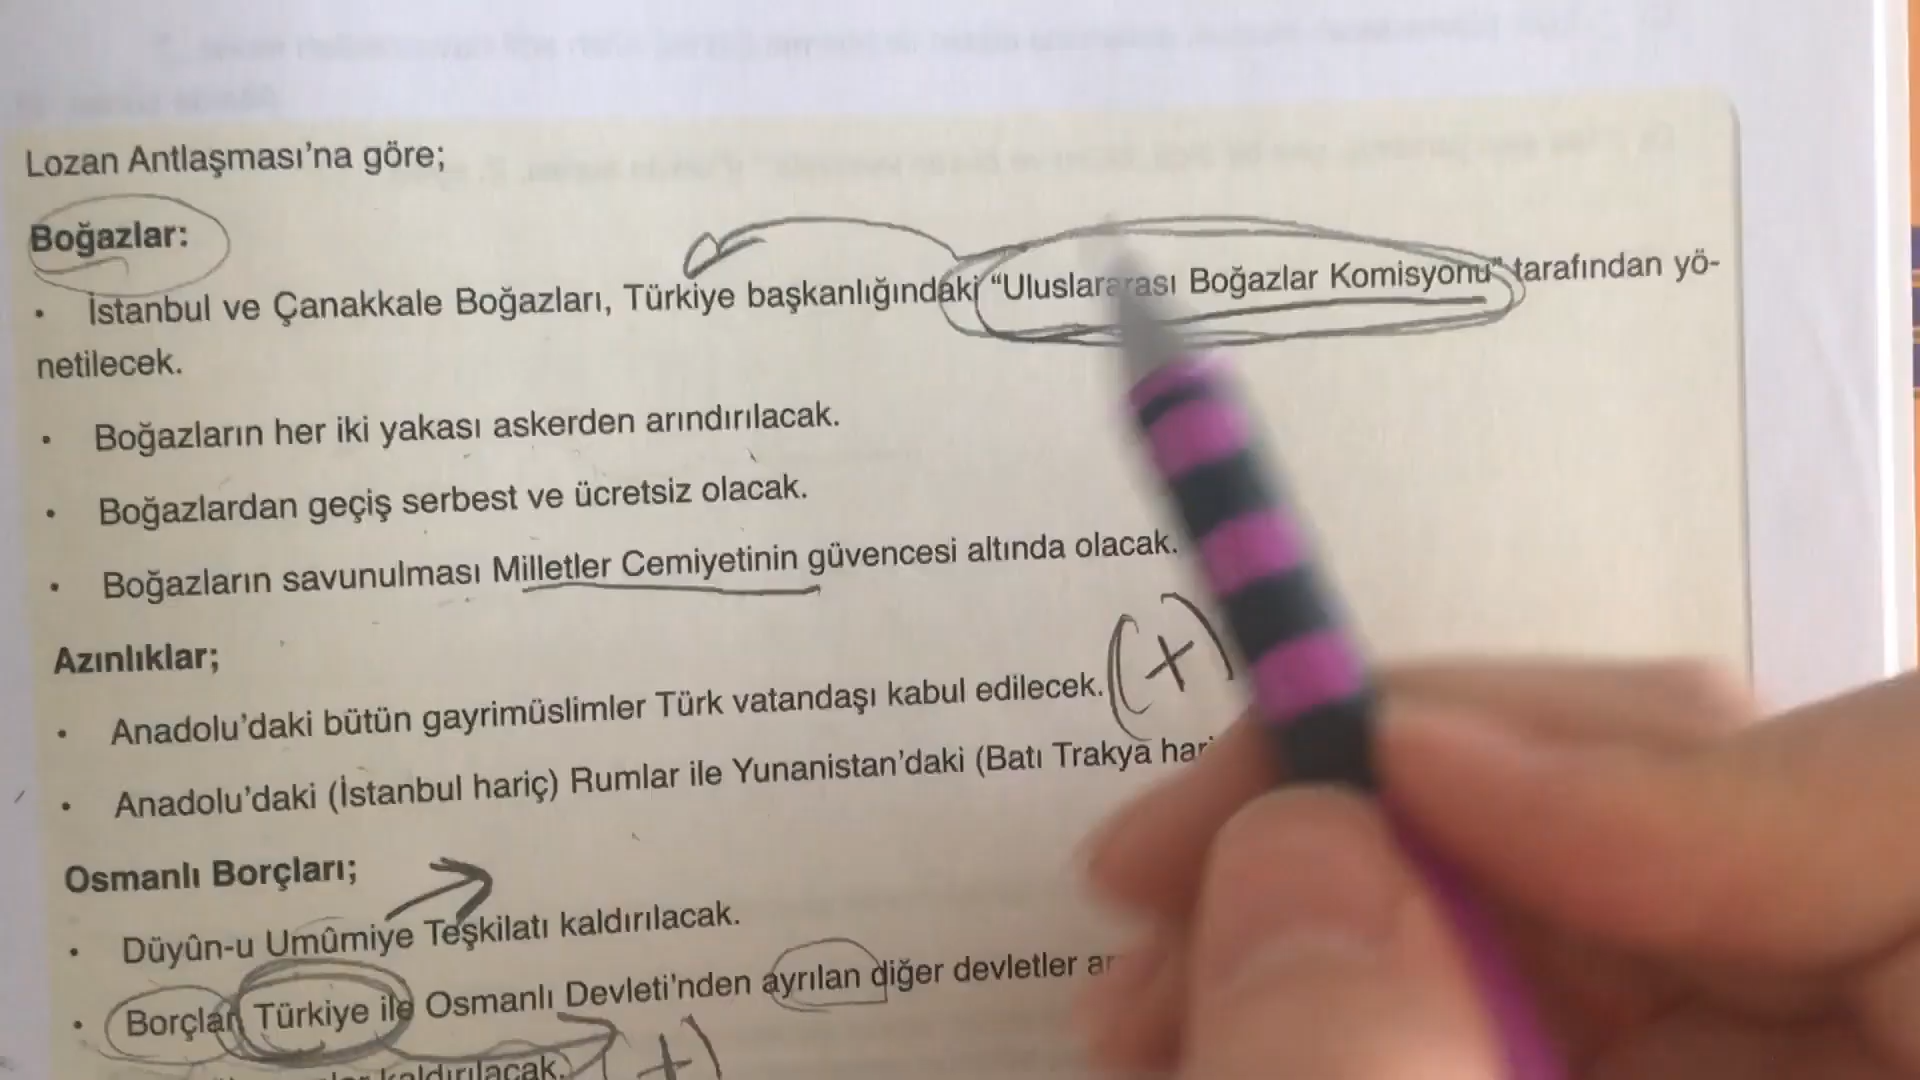 Lozan Antlaşması’na göre;
Boğazlar:
• İstanbul ve Çanakkale Boğazları, Türkiye başkanlığındaki “Uluslararası Boğazlar Komisyonu” tarafından yö-
netilecek.
• Boğazların her iki yakası askerden arındırılacak.
• Boğazlardan geçiş serbest ve ücretsiz olacak.
• Boğazların savunulması Milletler Cemiyetinin güvencesi altında olacak.
Azınlıklar;
• Anadolu’daki bütün gayrimüslimler Türk vatandaşı kabul edilecek. (+)
• Anadolu’daki (İstanbul hariç) Rumlar ile Yunanistan’daki (Batı Trakya
Osmanlı Borçları;
• Düyûn-u Umûmiye Teşkilatı kaldırılacak.
• Borçlar Türkiye ile Osmanlı Devleti’nden ayrılan diğer devletler
kaldırılacak. (+)